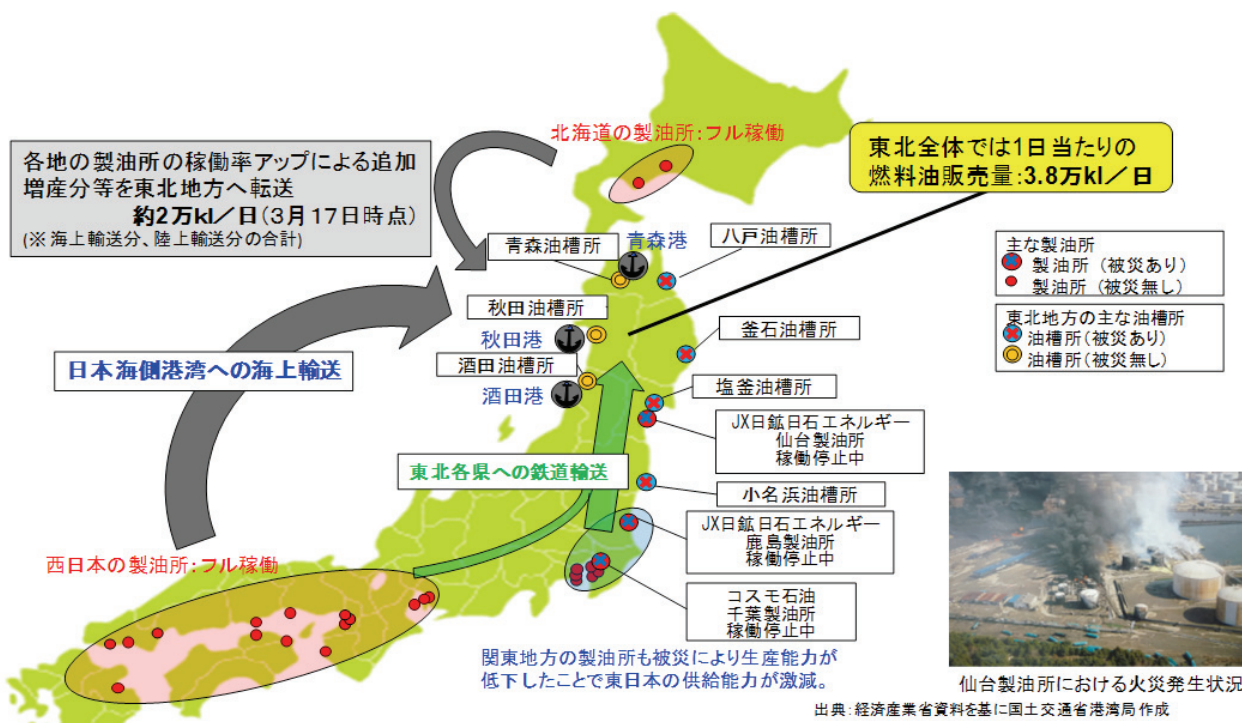 北海道の製油所：フル稼働
各地の製油所の稼働率アップによる追加
増産分等を東北地方へ転送
約2万kl／日（3月17日時点）
(※海上輸送分、陸上輸送分の合計)
東北全体では1日当たりの
燃料油販売量：3.8万kl／日
青森油槽所
青森港
八戸油槽所
主な製油所
製油所（被災あり）
製油所（被災無し）
東北地方の主な油槽所
油槽所（被災あり）
油槽所（被災無し）
秋田油槽所
秋田港
釜石油槽所
日本海側港湾への海上輸送
酒田油槽所
酒田港
塩釜油槽所
JX日鉱日石エネルギー
仙台製油所
稼働停止中
東北各県への鉄道輸送
小名浜油槽所
JX日鉱日石エネルギー
鹿島製油所
稼働停止中
西日本の製油所：フル稼働
コスモ石油
千葉製油所
稼働停止中
関東地方の製油所も被災により生産能力が
低下したことで東日本の供給能力が激減。
仙台製油所における火災発生状況
出典：経済産業省資料を基に国土交通省港湾局作成